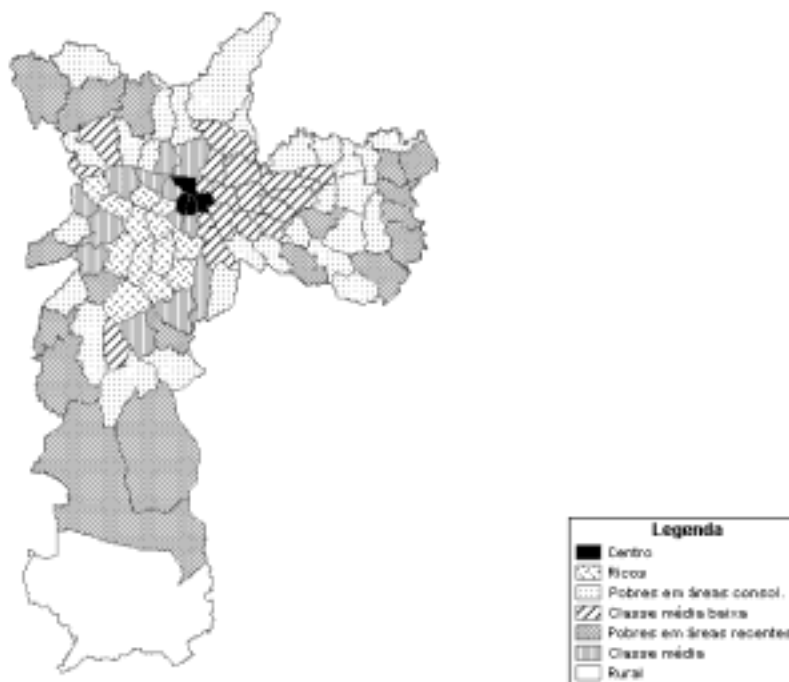 Legenda
Centro
Ricos
Pobres em áreas consol.
Classe média baixa
Pobres em áreas recentes
Classe média
Rural